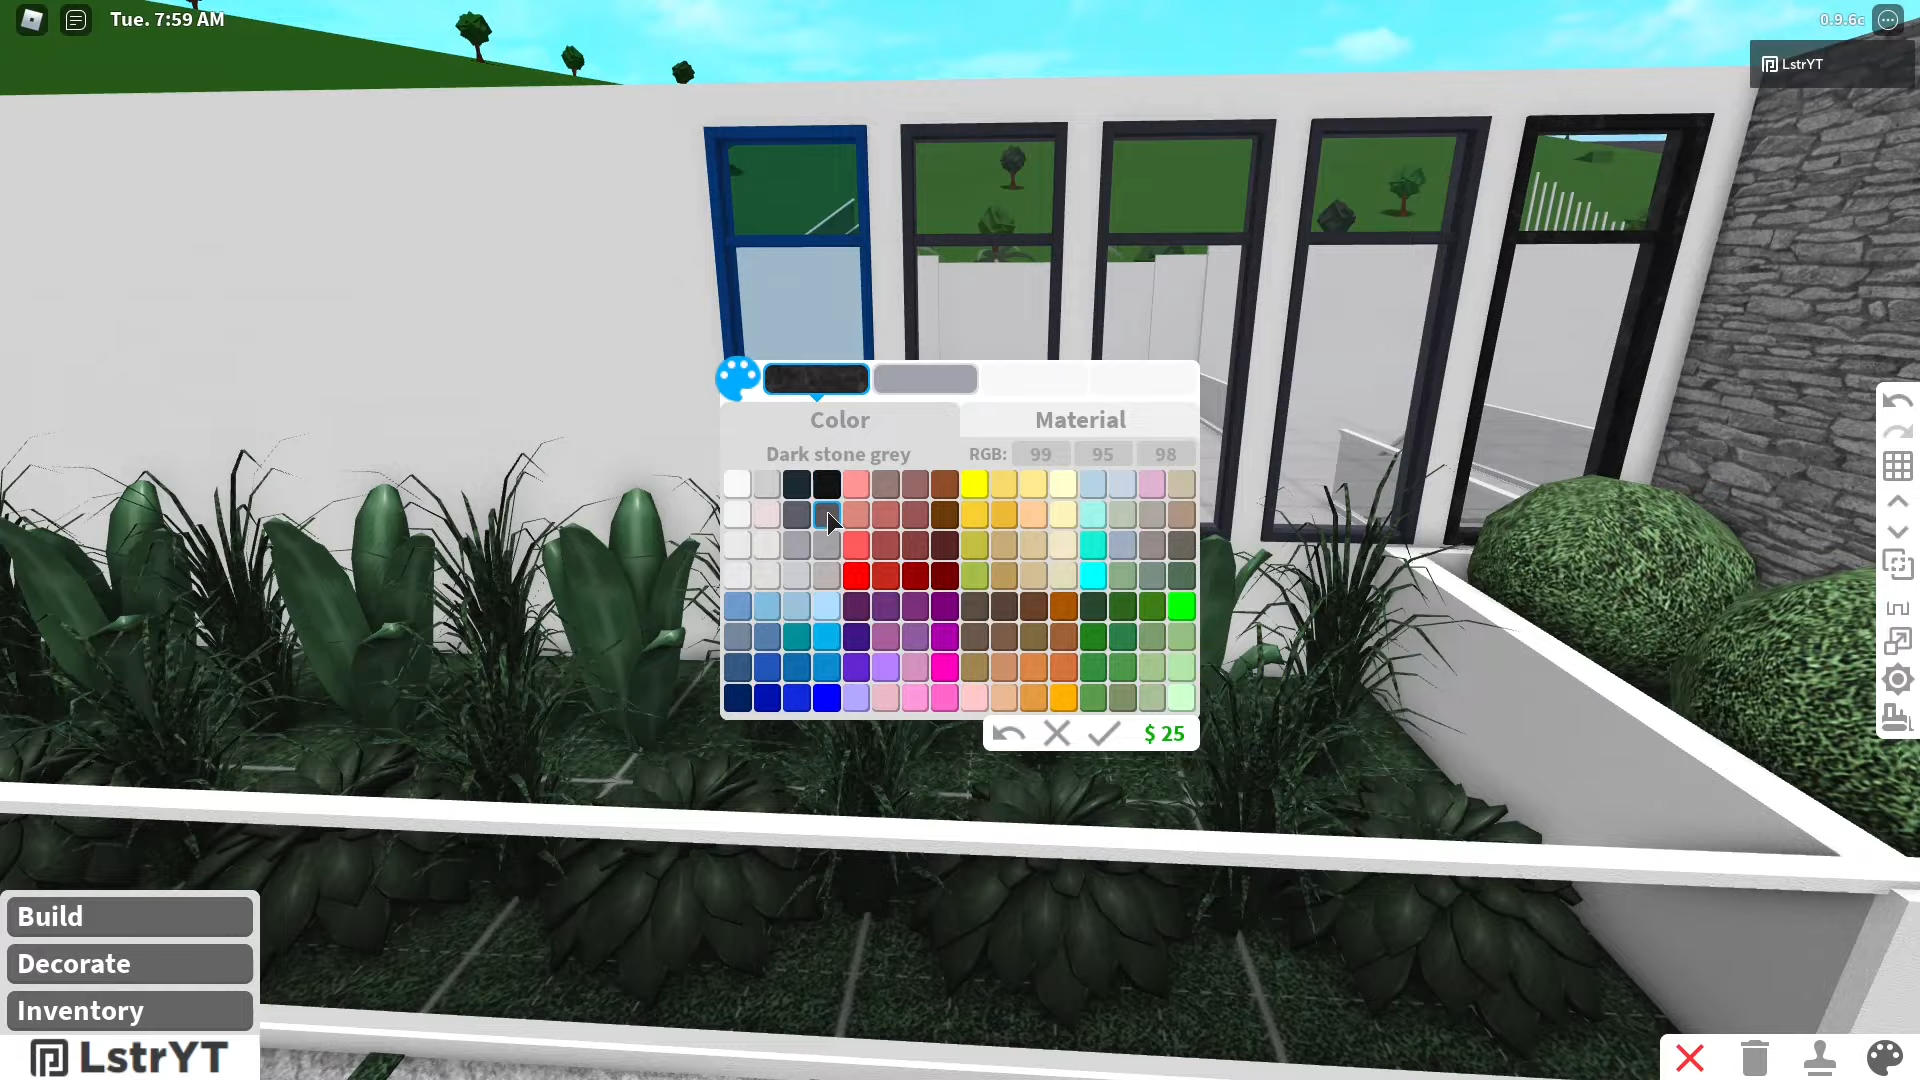 Tue. 7:59 AM
0.9.6c
LstrYT
Color
Material
Dark stone grey
RGB: 99 95 98
$ 25
Build
Decorate
Inventory
LstrYT